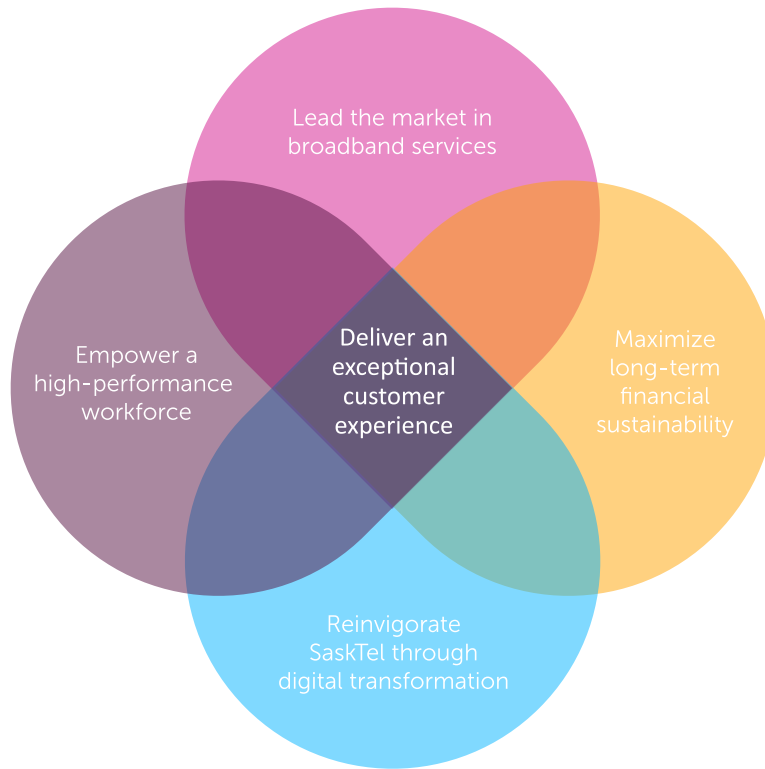 Lead the market in
broadband services
Empower a
high-performance
workforce
Deliver an
exceptional
customer
experience
Maximize
long-term
financial
sustainability
Reinvigorate
SaskTel through
digital transformation